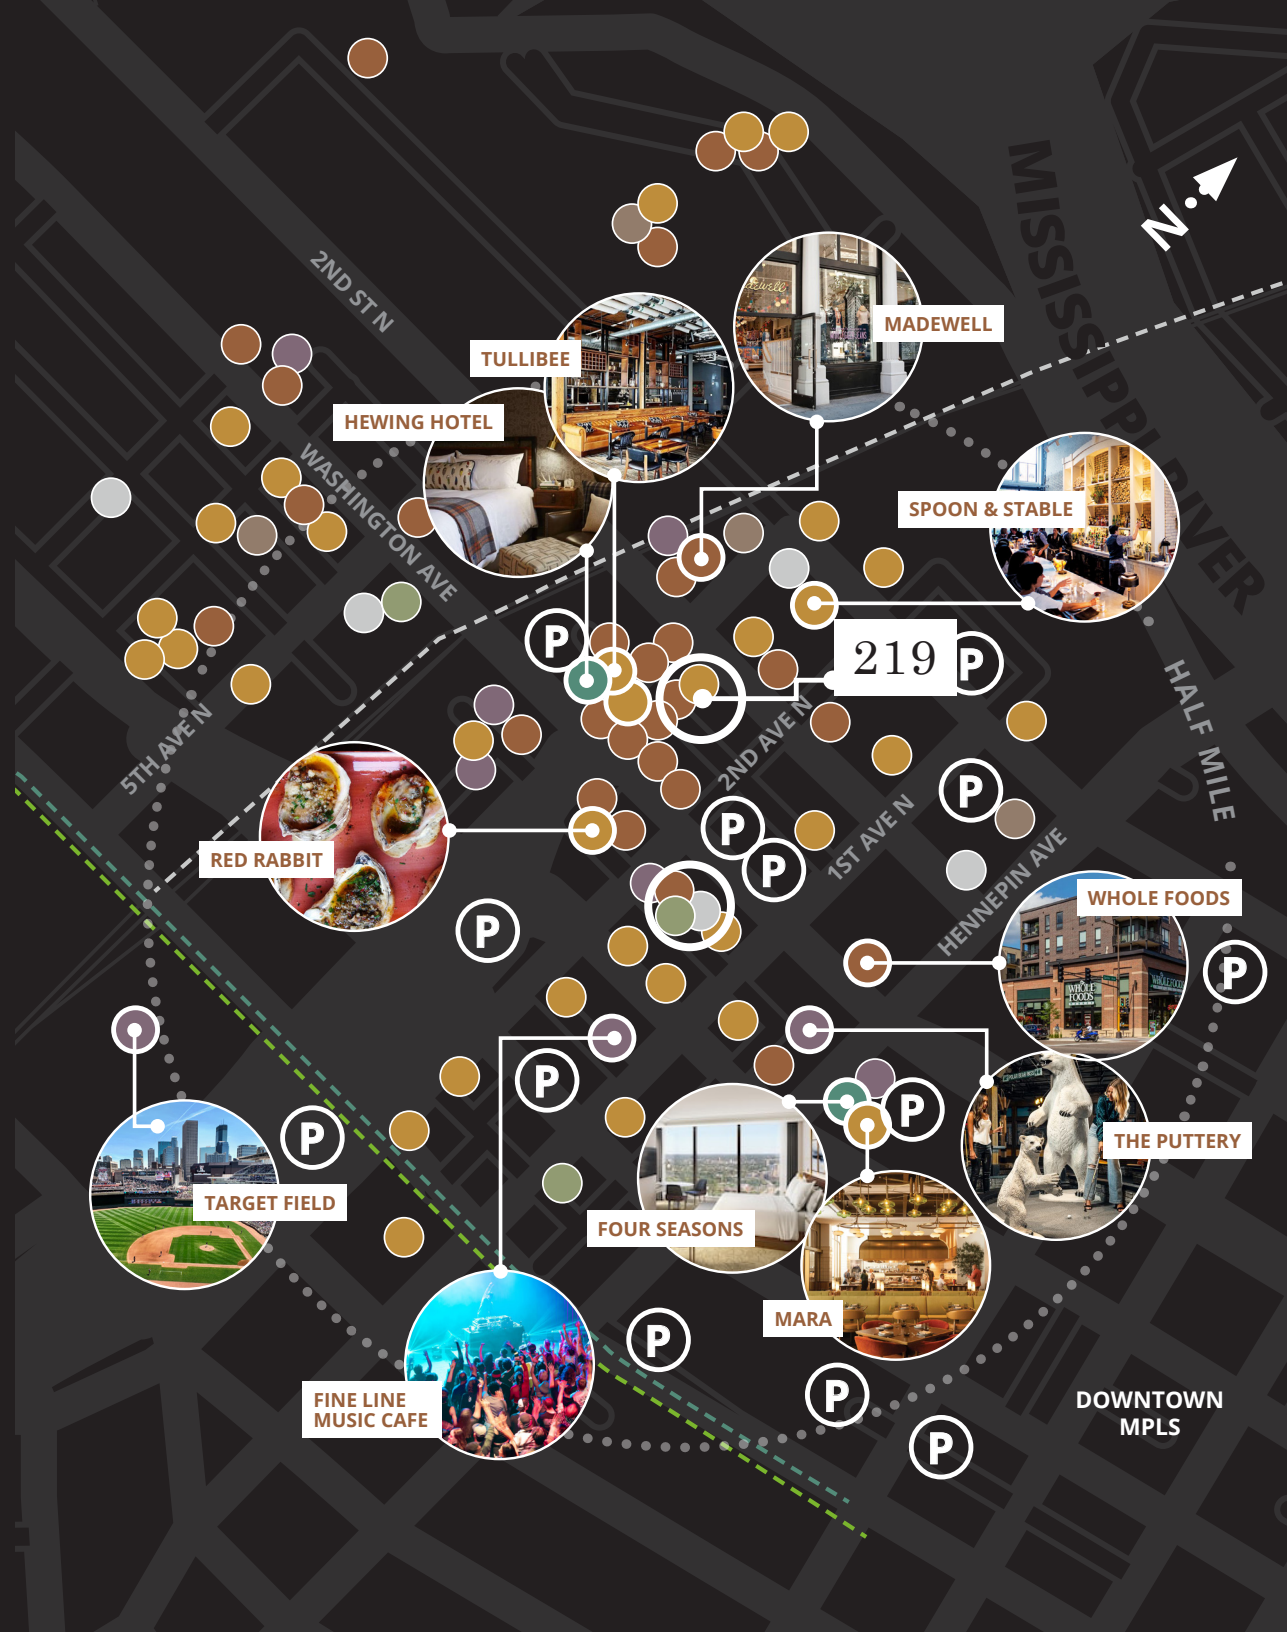 MISSISSIPPI RIVER
N
2ND ST N
MADEWELL
TULLIBEE
HEWING HOTEL
WASHINGTON AVE
SPOON & STABLE
P
219
P
HALF MILE
5TH AVE N
2ND AVE N
P
P
P
1ST AVE N
RED RABBIT
HENNEPIN AVE
WHOLE FOODS
WHOLE
FOODS
P
P
P
P
P
THE PUTTERY
TARGET FIELD
FOUR SEASONS
MARA
P
P
P
FINE LINE
MUSIC CAFE
DOWNTOWN
MPLS